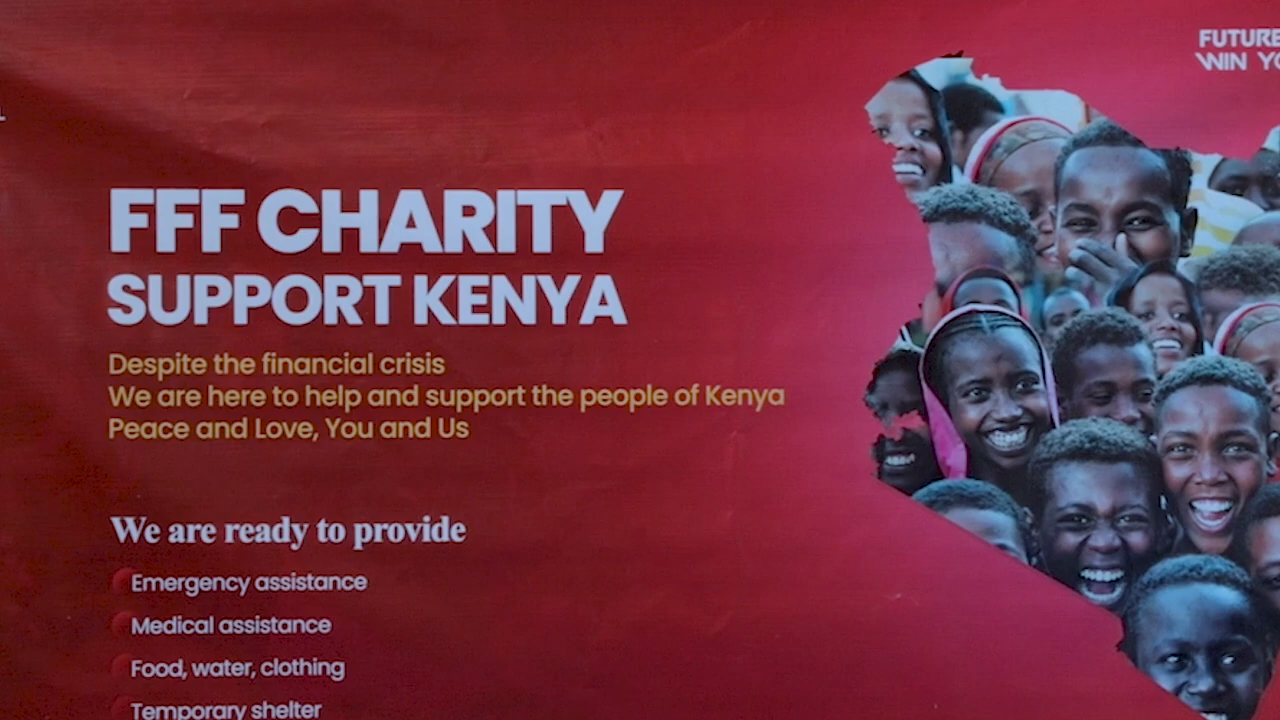 FUTURE
WIN
FFF CHARITY
SUPPORT KENYA
Despite the financial crisis
We are here to help and support the people of Kenya
Peace and Love, You and Us
We are ready to provide
Emergency assistance
Medical assistance
Food, water, clothing
Temporary shelter